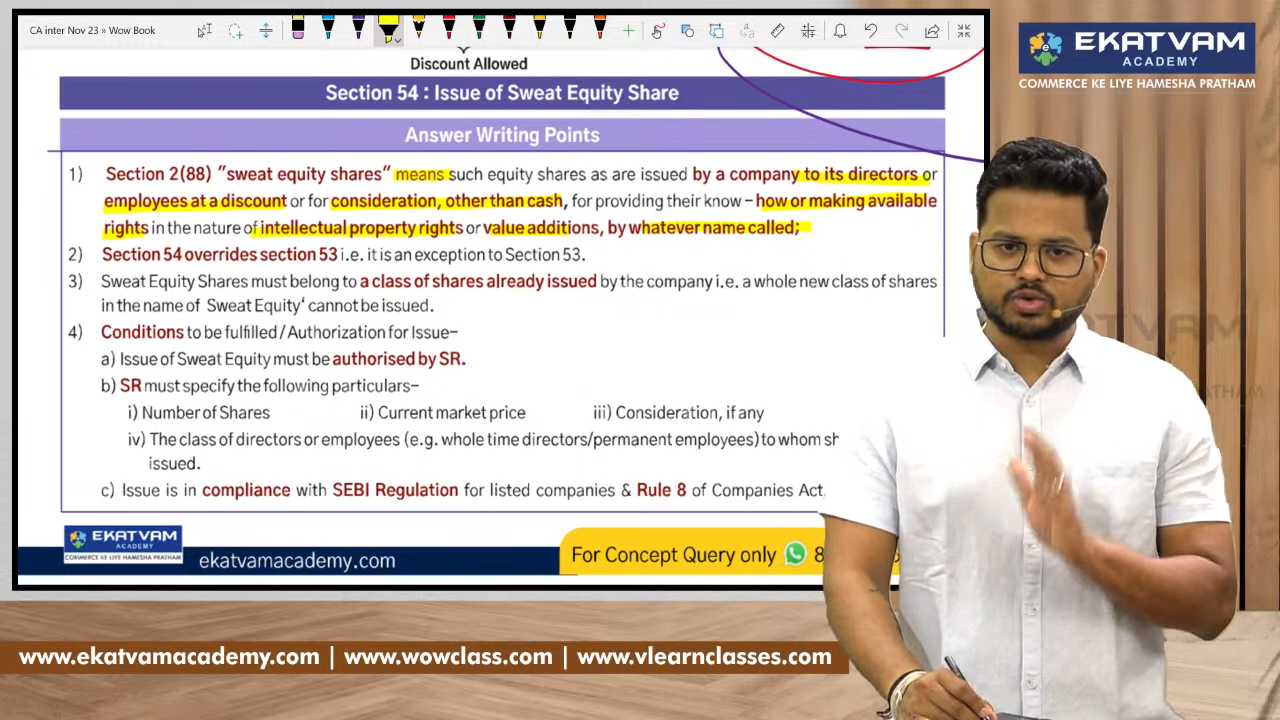 CA inter Nov 23 » Wow Book
EKATVAM
ACADEMY
COMMERCE KE LIYE HAMESHA PRATHAM
Discount Allowed
Section 54 : Issue of Sweat Equity Share
Answer Writing Points
1) Section 2(88) "sweat equity shares" means such equity shares as are issued by a company to its directors or
employees at a discount or for consideration, other than cash, for providing their know – how or making available
rights in the nature of intellectual property rights or value additions, by whatever name called;
2) Section 54 overrides section 53 i.e. it is an exception to Section 53.
3) Sweat Equity Shares must belong to a class of shares already issued by the company i.e. a whole new class of shares
in the name of 'Sweat Equity' cannot be issued.
4) Conditions to be fulfilled / Authorization for Issue–
a) Issue of Sweat Equity must be authorised by SR.
b) SR must specify the following particulars–
i) Number of Shares ii) Current market price iii) Consideration, if any
iv) The class of directors or employees (e.g. whole time directors/permanent employees) to whom sh
issued.
c) Issue is in compliance with SEBI Regulation for listed companies & Rule 8 of Companies Act,
EKATVAM
ACADEMY
COMMERCE KE LIYE HAMESHA PRATHAM
ekatvamacademy.com
For Concept Query only 8
www.ekatvamacademy.com | www.wowclass.com | www.vlearnclasses.com